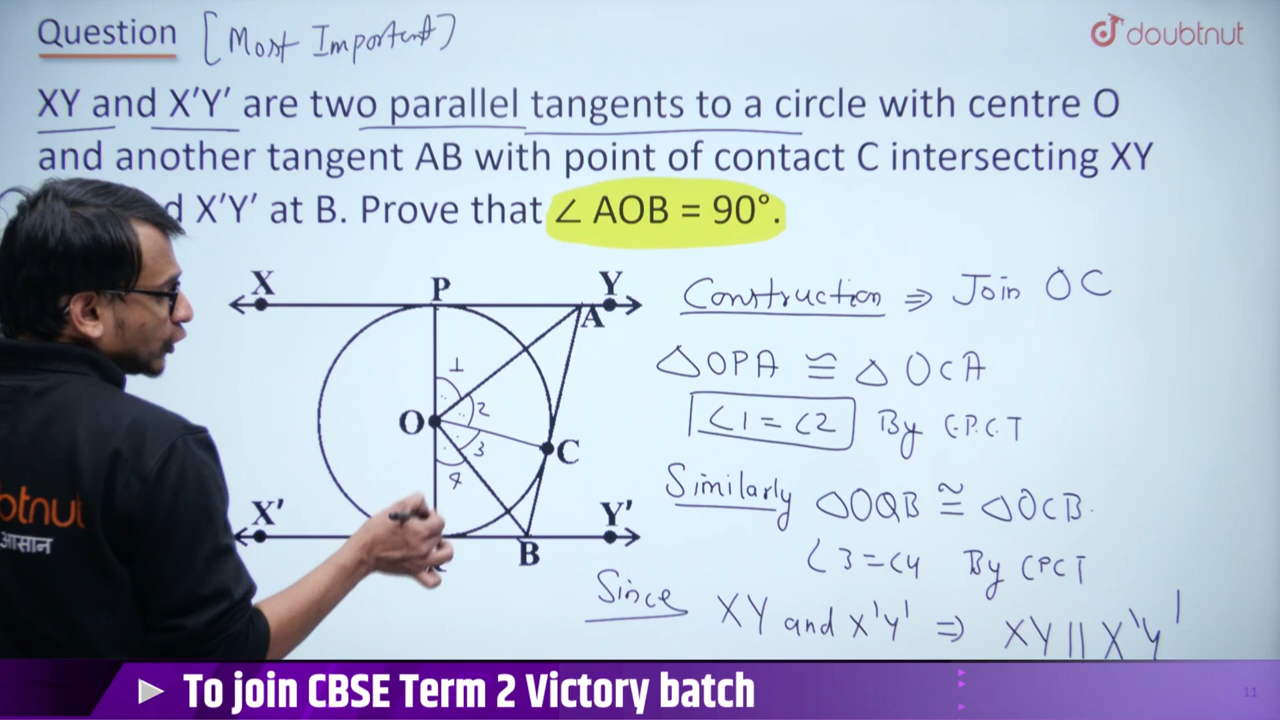 Question [Most Important]
doubtnut
XY and X'Y' are two parallel tangents to a circle with centre O
and another tangent AB with point of contact C intersecting XY
d X'Y' at B. Prove that ∠ AOB = 90°.
X P Y
A
Construction ⇒ Join OC
△OPA ≅ △OCA
1
2
O
∠1 = ∠2 By C.P.C.T
3
C
4
Similarly △OQB ≅ △OCB.
X' Y'
B
∠3 = ∠4 By CPCT
Since XY and X'Y' ⇒ XY || X'Y'
btnut
आसान
To join CBSE Term 2 Victory batch
11